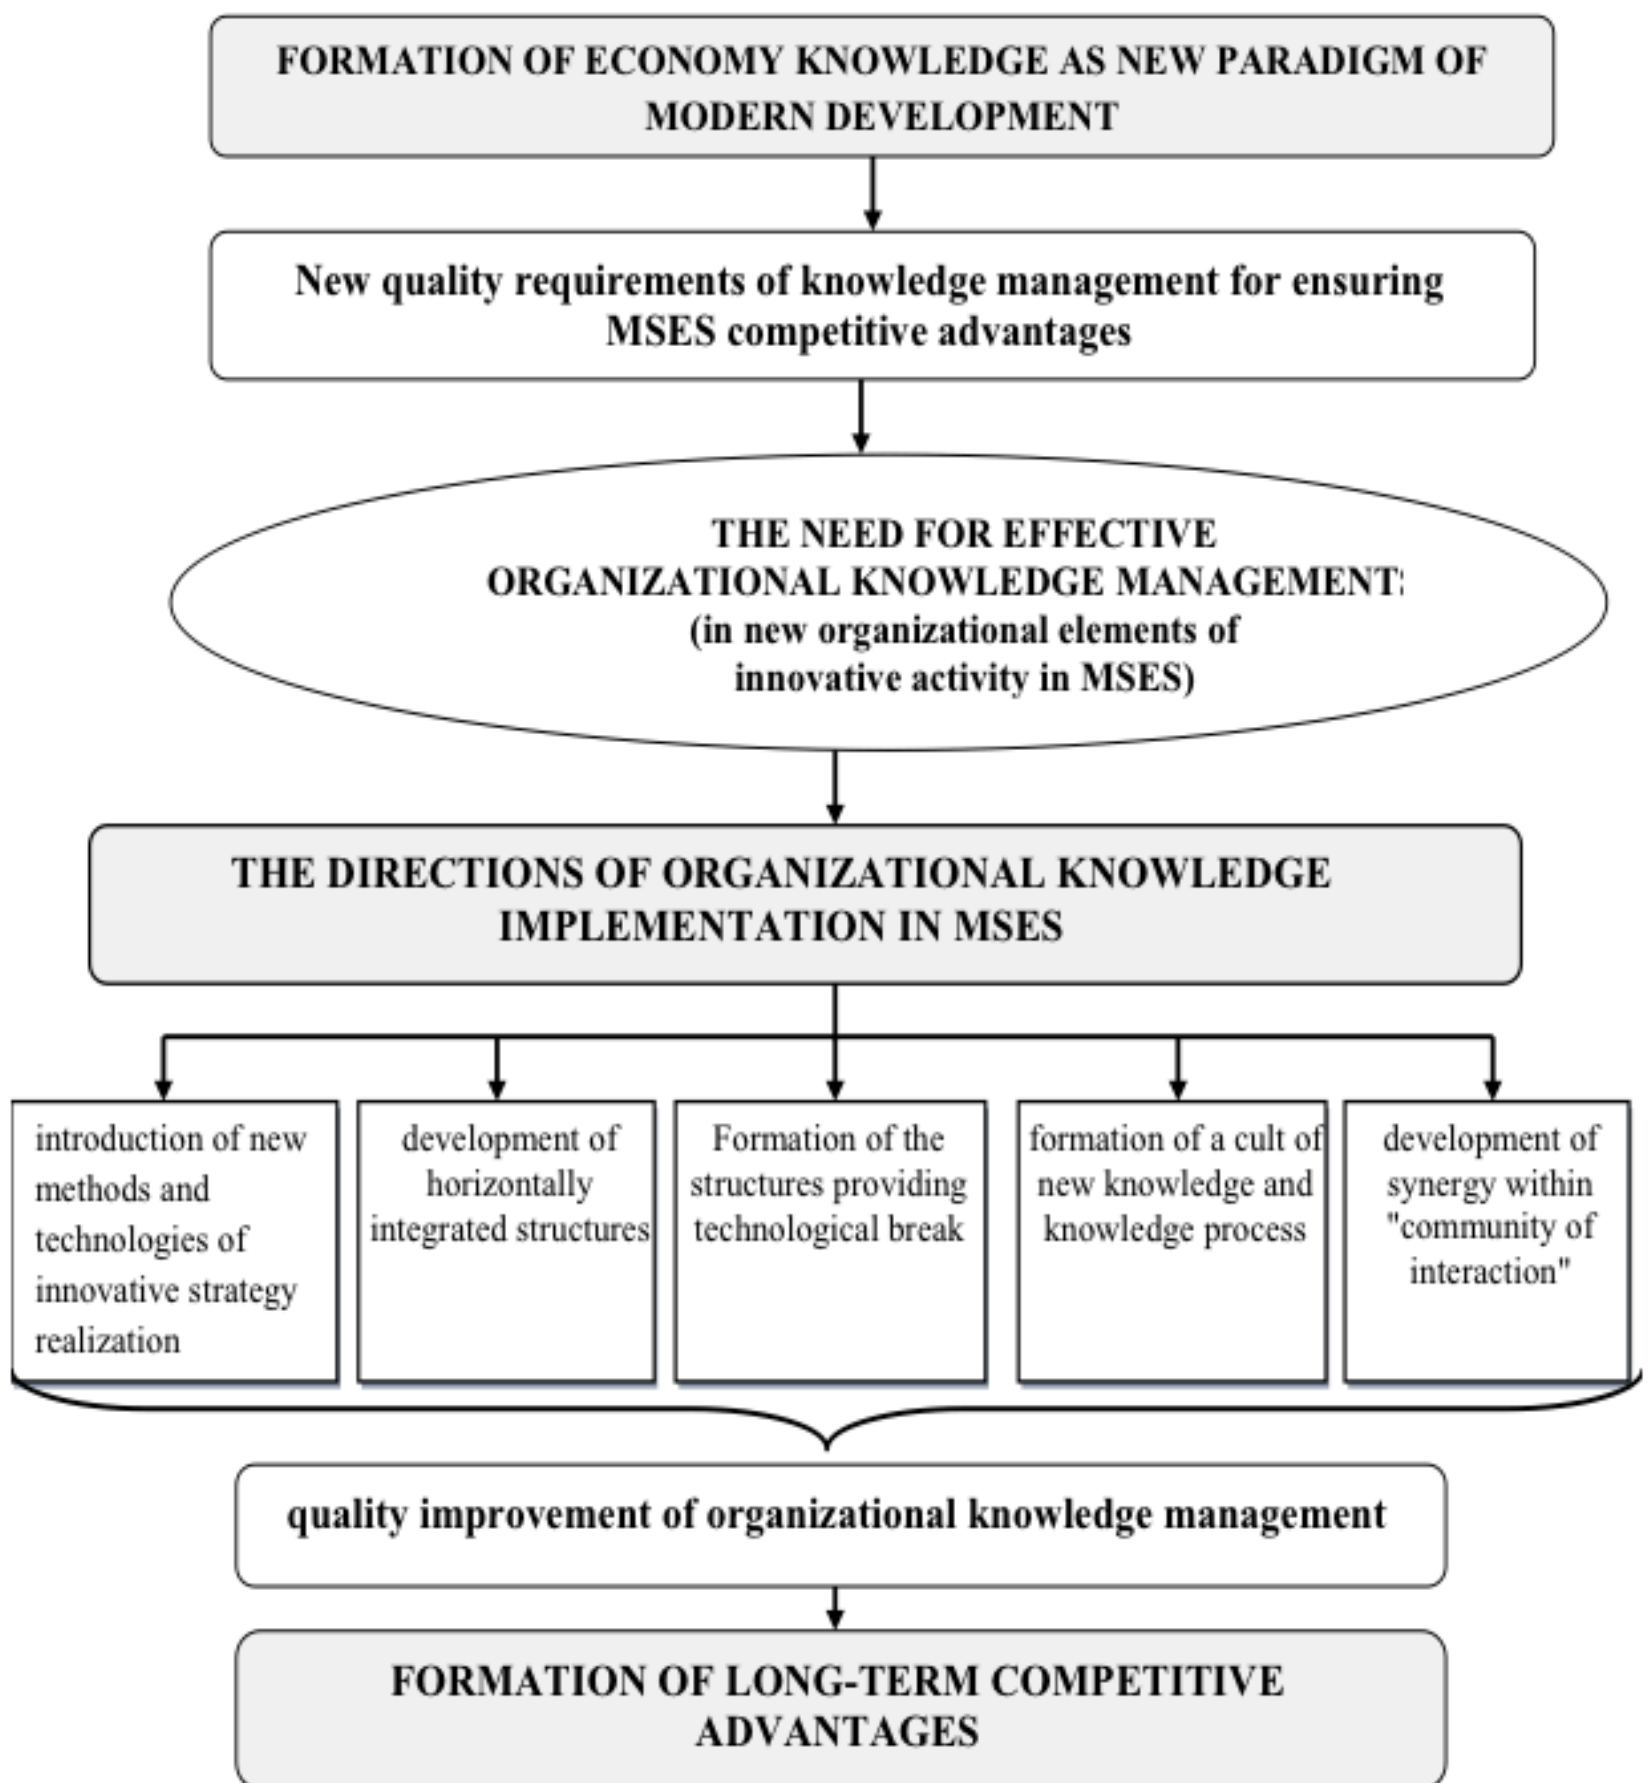 FORMATION OF ECONOMY KNOWLEDGE AS NEW PARADIGM OF
MODERN DEVELOPMENT
New quality requirements of knowledge management for ensuring
MSES competitive advantages
THE NEED FOR EFFECTIVE
ORGANIZATIONAL KNOWLEDGE MANAGEMENT
(in new organizational elements of
innovative activity in MSES)
THE DIRECTIONS OF ORGANIZATIONAL KNOWLEDGE
IMPLEMENTATION IN MSES
introduction of new
methods and
technologies of
innovative strategy
realization
development of
horizontally
integrated structures
Formation of the
structures providing
technological break
formation of a cult of
new knowledge and
knowledge process
development of
synergy within
"community of
interaction"
quality improvement of organizational knowledge management
FORMATION OF LONG-TERM COMPETITIVE
ADVANTAGES